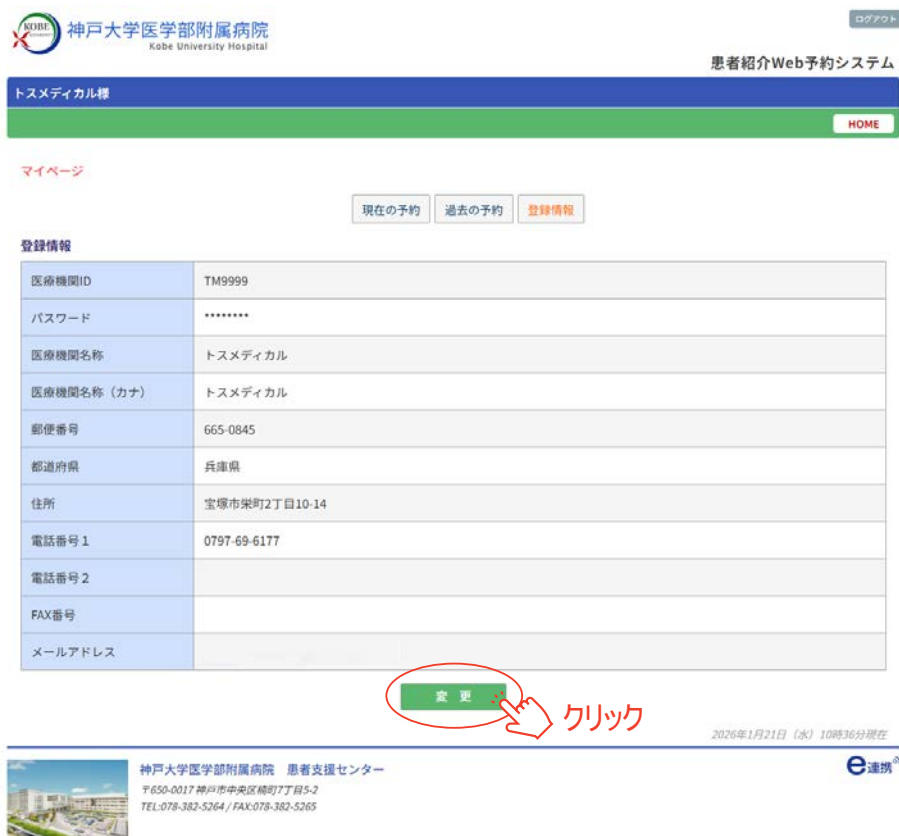 KOBE
神戸大学医学部附属病院
Kobe University Hospital
ログアウト
患者紹介Web予約システム
トスメディカル様
HOME
マイページ
現在の予約 過去の予約 登録情報
登録情報
医療機関ID TM9999
パスワード ********
医療機関名称 トスメディカル
医療機関名称（カナ） トスメディカル
郵便番号 665-0845
都道府県 兵庫県
住所 宝塚市栄町2丁目10-14
電話番号１ 0797-69-6177
電話番号２
FAX番号
メールアドレス
変 更
クリック
2026年1月21日（水）10時36分現在
神戸大学医学部附属病院 患者支援センター
〒650-0017 神戸市中央区楠町7丁目5-2
TEL:078-382-5264 / FAX:078-382-5265
e連携